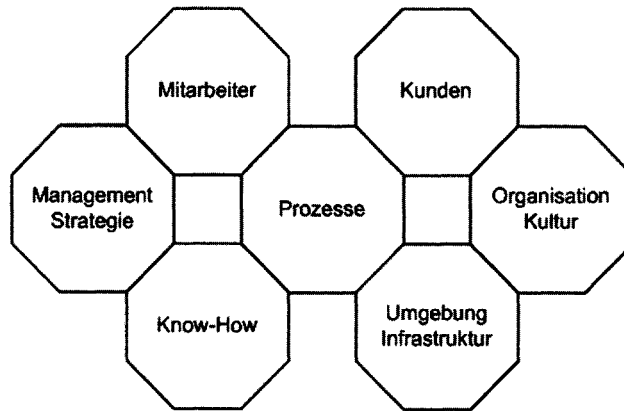 Mitarbeiter
Kunden
Management
Strategie
Prozesse
Organisation
Kultur
Know-How
Umgebung
Infrastruktur